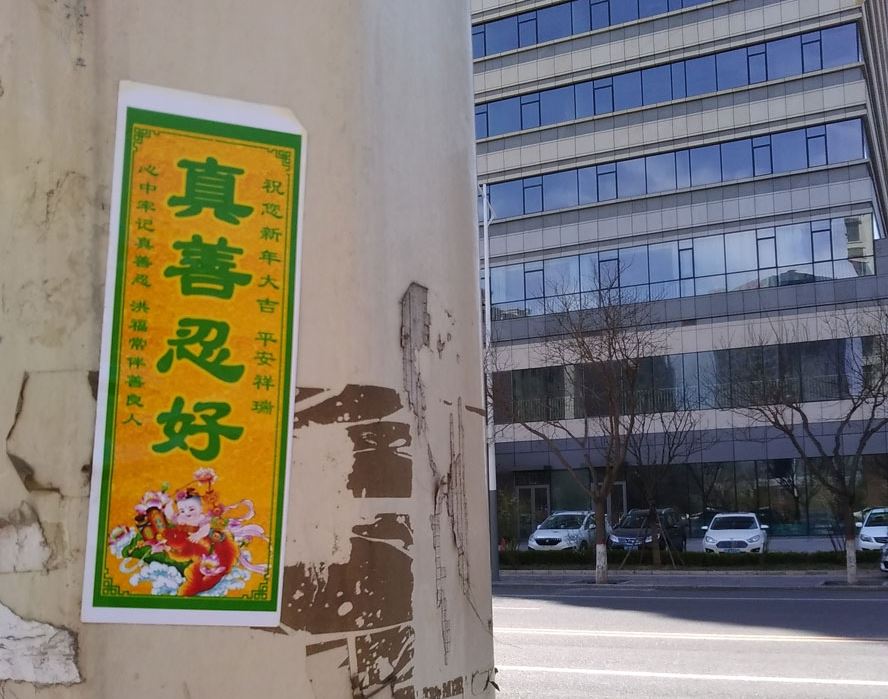 祝您新年大吉 平安祥瑞
真善忍好
心中牢记真善忍 洪福常伴善良人